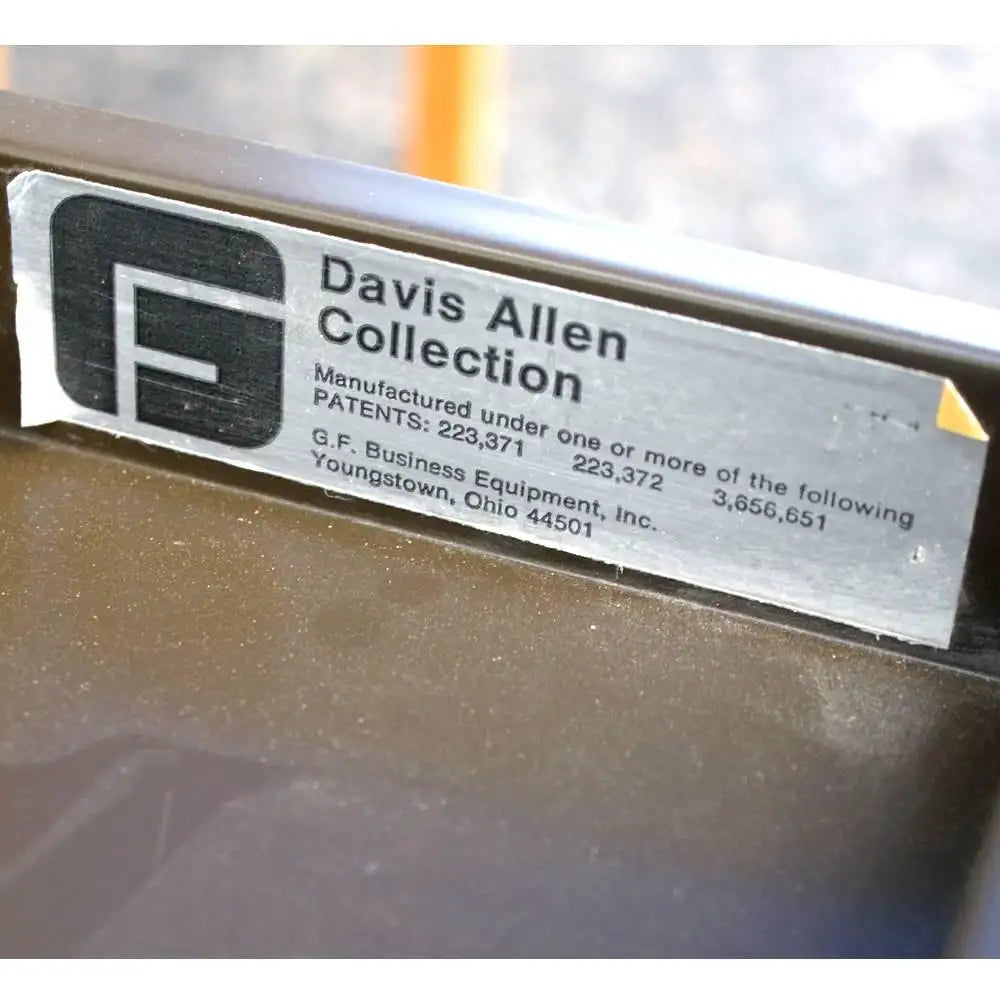 GF
Davis Allen
Collection
Manufactured under one or more of the following
PATENTS: 223,371 223,372 3,656,651
G.F. Business Equipment, Inc.
Youngstown, Ohio 44501